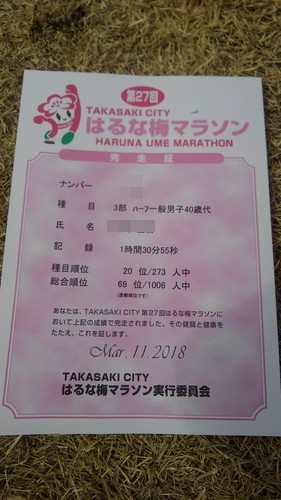 第27回
TAKASAKI CITY
はるな梅マラソン
HARUNA UME MARATHON
完走証
ナンバー
種目 3部 ハーフ一般男子40歳代
氏名
記録 1時間30分55秒
種目順位 20 位/273 人中
総合順位 69 位/1006 人中
(速報順位です)
あなたは、TAKASAKI CITY 第27回はるな梅マラソンに
おいて上記の成績で完走されました。その健闘と健康を
たたえ、これを証します。
Mar. 11. 2018
TAKASAKI CITY
はるな梅マラソン実行委員会